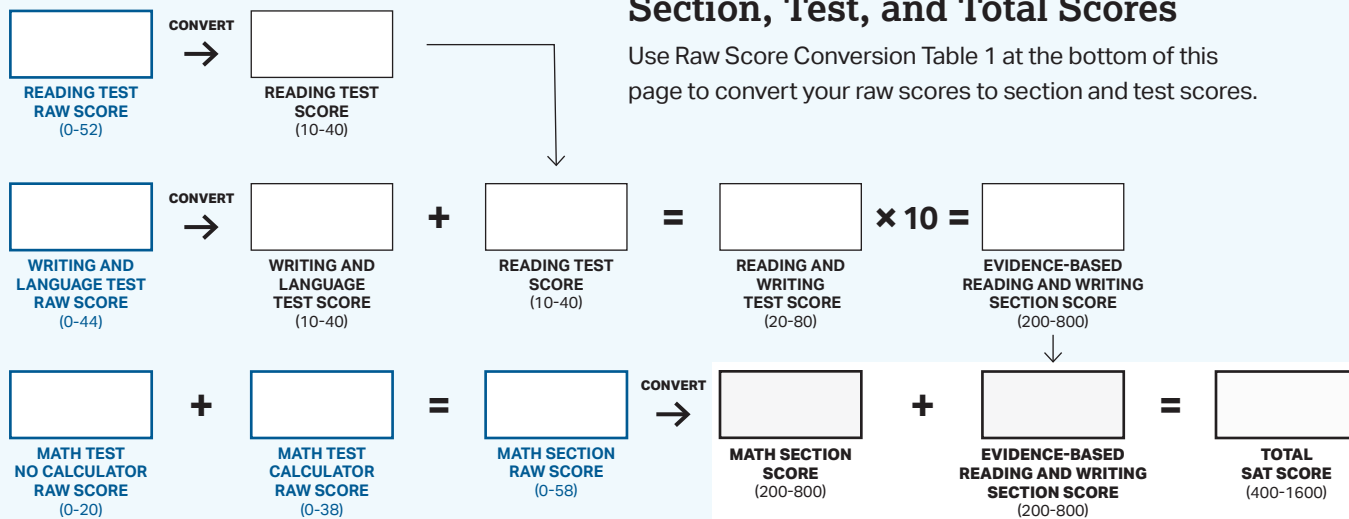 Section, Test, and Total Scores
Use Raw Score Conversion Table 1 at the bottom of this
page to convert your raw scores to section and test scores.
CONVERT
→
READING TEST
RAW SCORE
(0-52)
READING TEST
SCORE
(10-40)
CONVERT
→
+
=
× 10 =
WRITING AND
LANGUAGE TEST
RAW SCORE
(0-44)
WRITING AND
LANGUAGE
TEST SCORE
(10-40)
READING TEST
SCORE
(10-40)
READING AND
WRITING
TEST SCORE
(20-80)
EVIDENCE-BASED
READING AND WRITING
SECTION SCORE
(200-800)
+
=
CONVERT
→
+
=
MATH TEST
NO CALCULATOR
RAW SCORE
(0-20)
MATH TEST
CALCULATOR
RAW SCORE
(0-38)
MATH SECTION
RAW SCORE
(0-58)
MATH SECTION
SCORE
(200-800)
EVIDENCE-BASED
READING AND WRITING
SECTION SCORE
(200-800)
TOTAL
SAT SCORE
(400-1600)